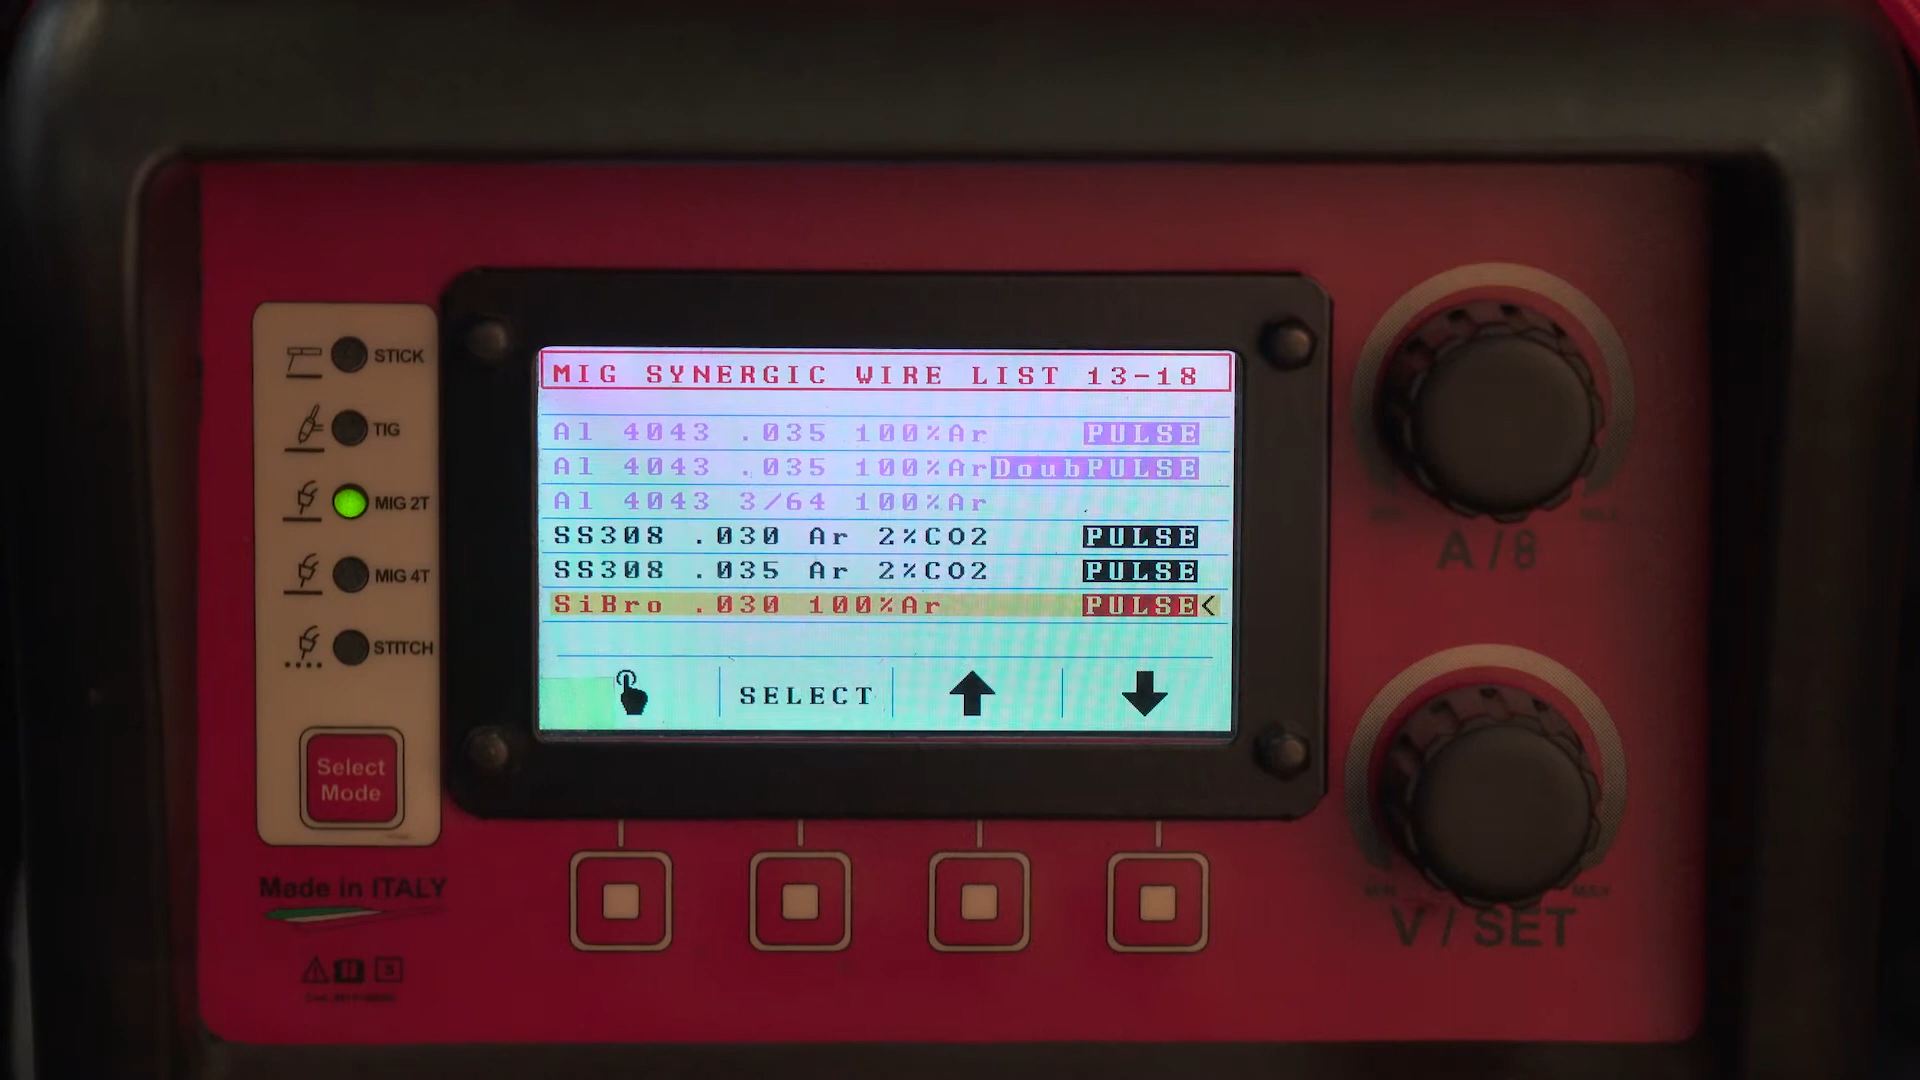 MIG SYNERGIC WIRE LIST 13-18
Al 4043 .035 100%Ar PULSE
Al 4043 .035 100%ArDoubPULSE
Al 4043 3/64 100%Ar
SS308 .030 Ar 2%CO2 PULSE
SS308 .035 Ar 2%CO2 PULSE
SiBro .030 100%Ar PULSE<
SELECT
STICK
TIG
MIG 2T
MIG 4T
STITCH
Select
Mode
Made in ITALY
A / 8
V / SET